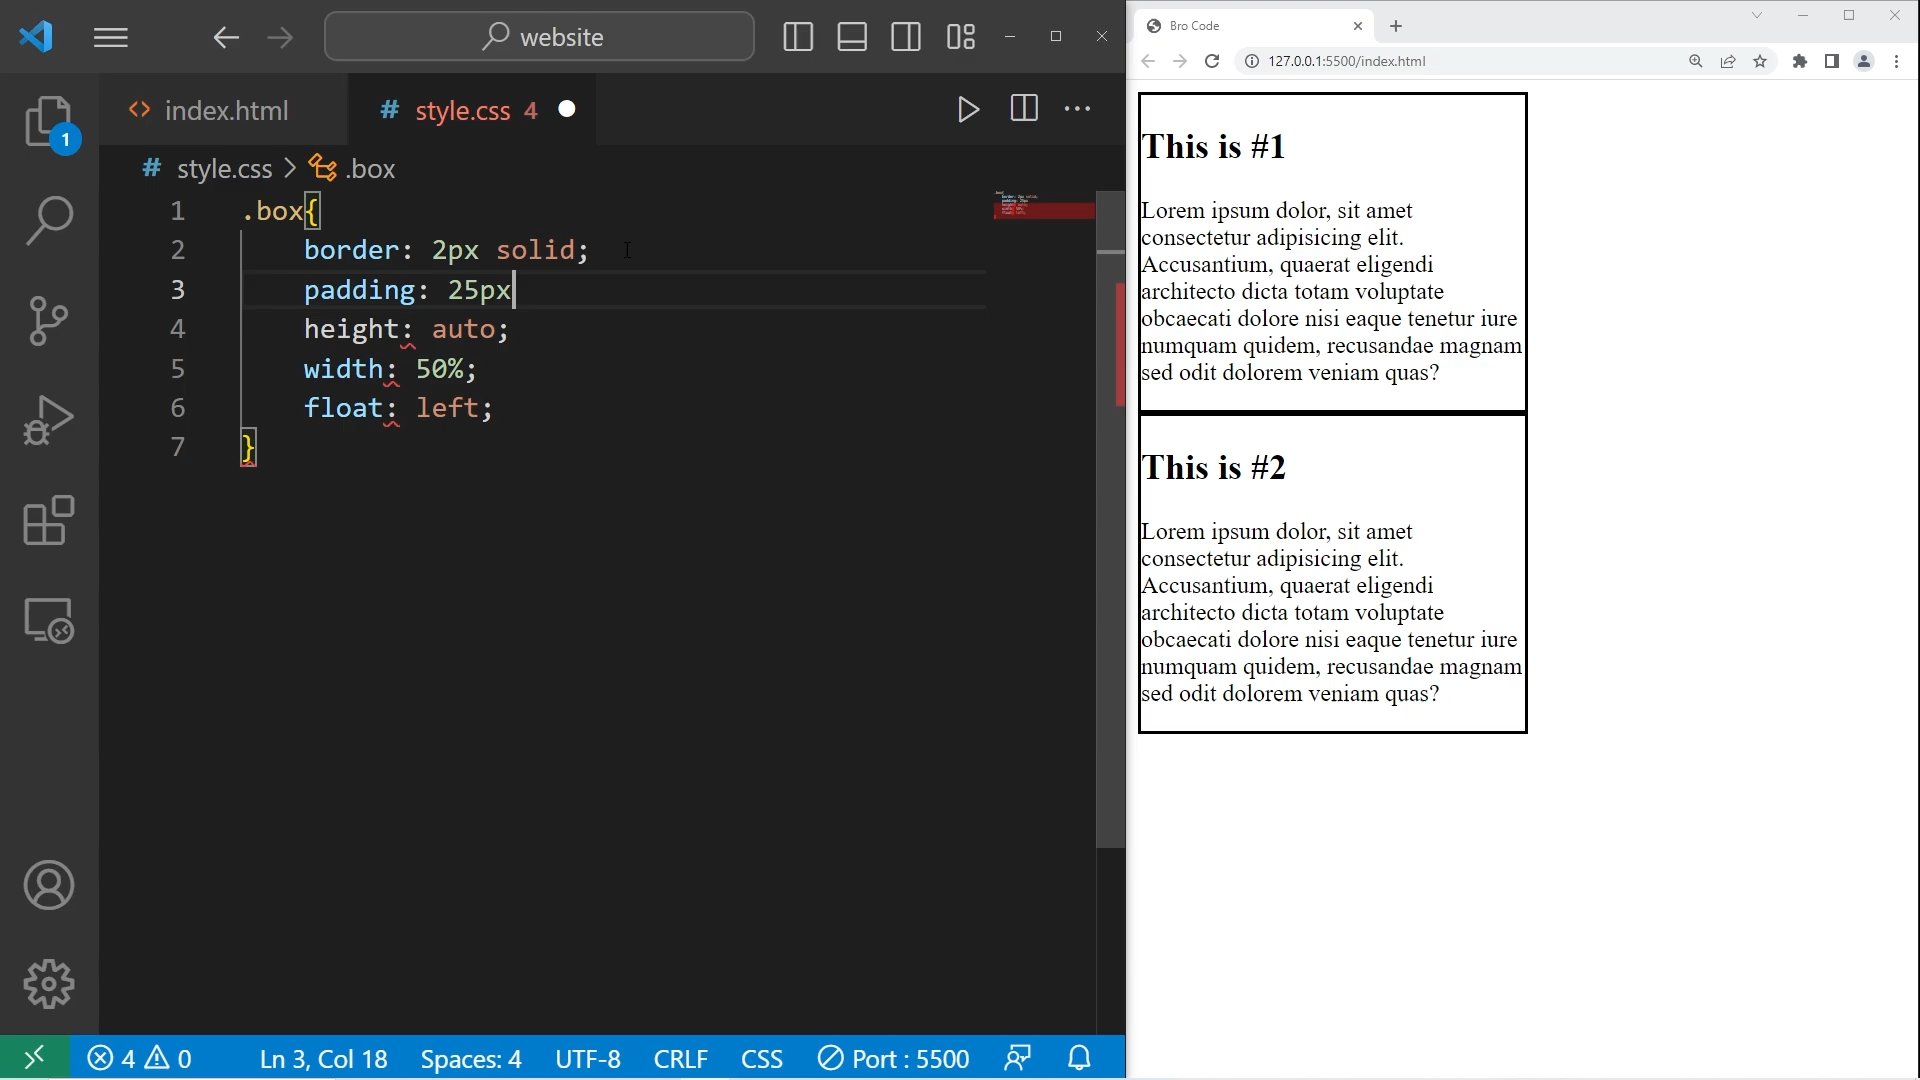 website
index.html
style.css 4
style.css > .box
1 .box{
2 border: 2px solid;
3 padding: 25px
4 height: auto;
5 width: 50%;
6 float: left;
7 }
1
4 0 Ln 3, Col 18 Spaces: 4 UTF-8 CRLF CSS Port : 5500
Bro Code
127.0.0.1:5500/index.html
This is #1
Lorem ipsum dolor, sit amet
consectetur adipisicing elit.
Accusantium, quaerat eligendi
architecto dicta totam voluptate
obcaecati dolore nisi eaque tenetur iure
numquam quidem, recusandae magnam
sed odit dolorem veniam quas?
This is #2
Lorem ipsum dolor, sit amet
consectetur adipisicing elit.
Accusantium, quaerat eligendi
architecto dicta totam voluptate
obcaecati dolore nisi eaque tenetur iure
numquam quidem, recusandae magnam
sed odit dolorem veniam quas?